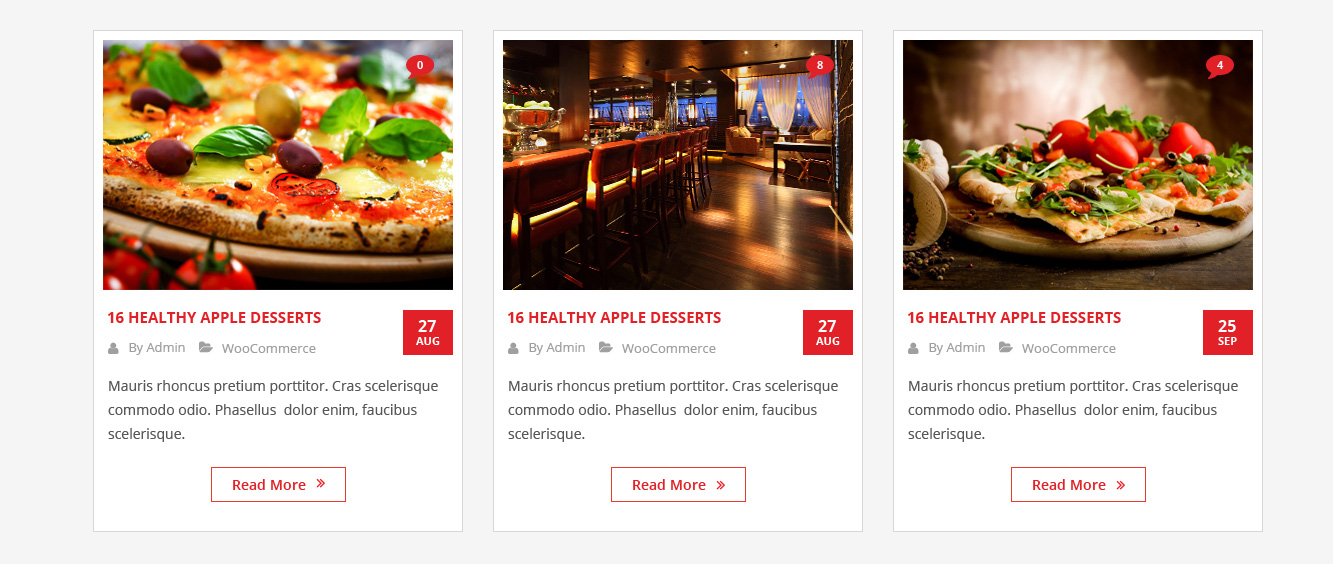 0
16 HEALTHY APPLE DESSERTS
27
AUG
By Admin WooCommerce
Mauris rhoncus pretium porttitor. Cras scelerisque
commodo odio. Phasellus  dolor enim, faucibus
scelerisque.
Read More »
8
16 HEALTHY APPLE DESSERTS
27
AUG
By Admin WooCommerce
Mauris rhoncus pretium porttitor. Cras scelerisque
commodo odio. Phasellus  dolor enim, faucibus
scelerisque.
Read More »
4
16 HEALTHY APPLE DESSERTS
25
SEP
By Admin WooCommerce
Mauris rhoncus pretium porttitor. Cras scelerisque
commodo odio. Phasellus  dolor enim, faucibus
scelerisque.
Read More »